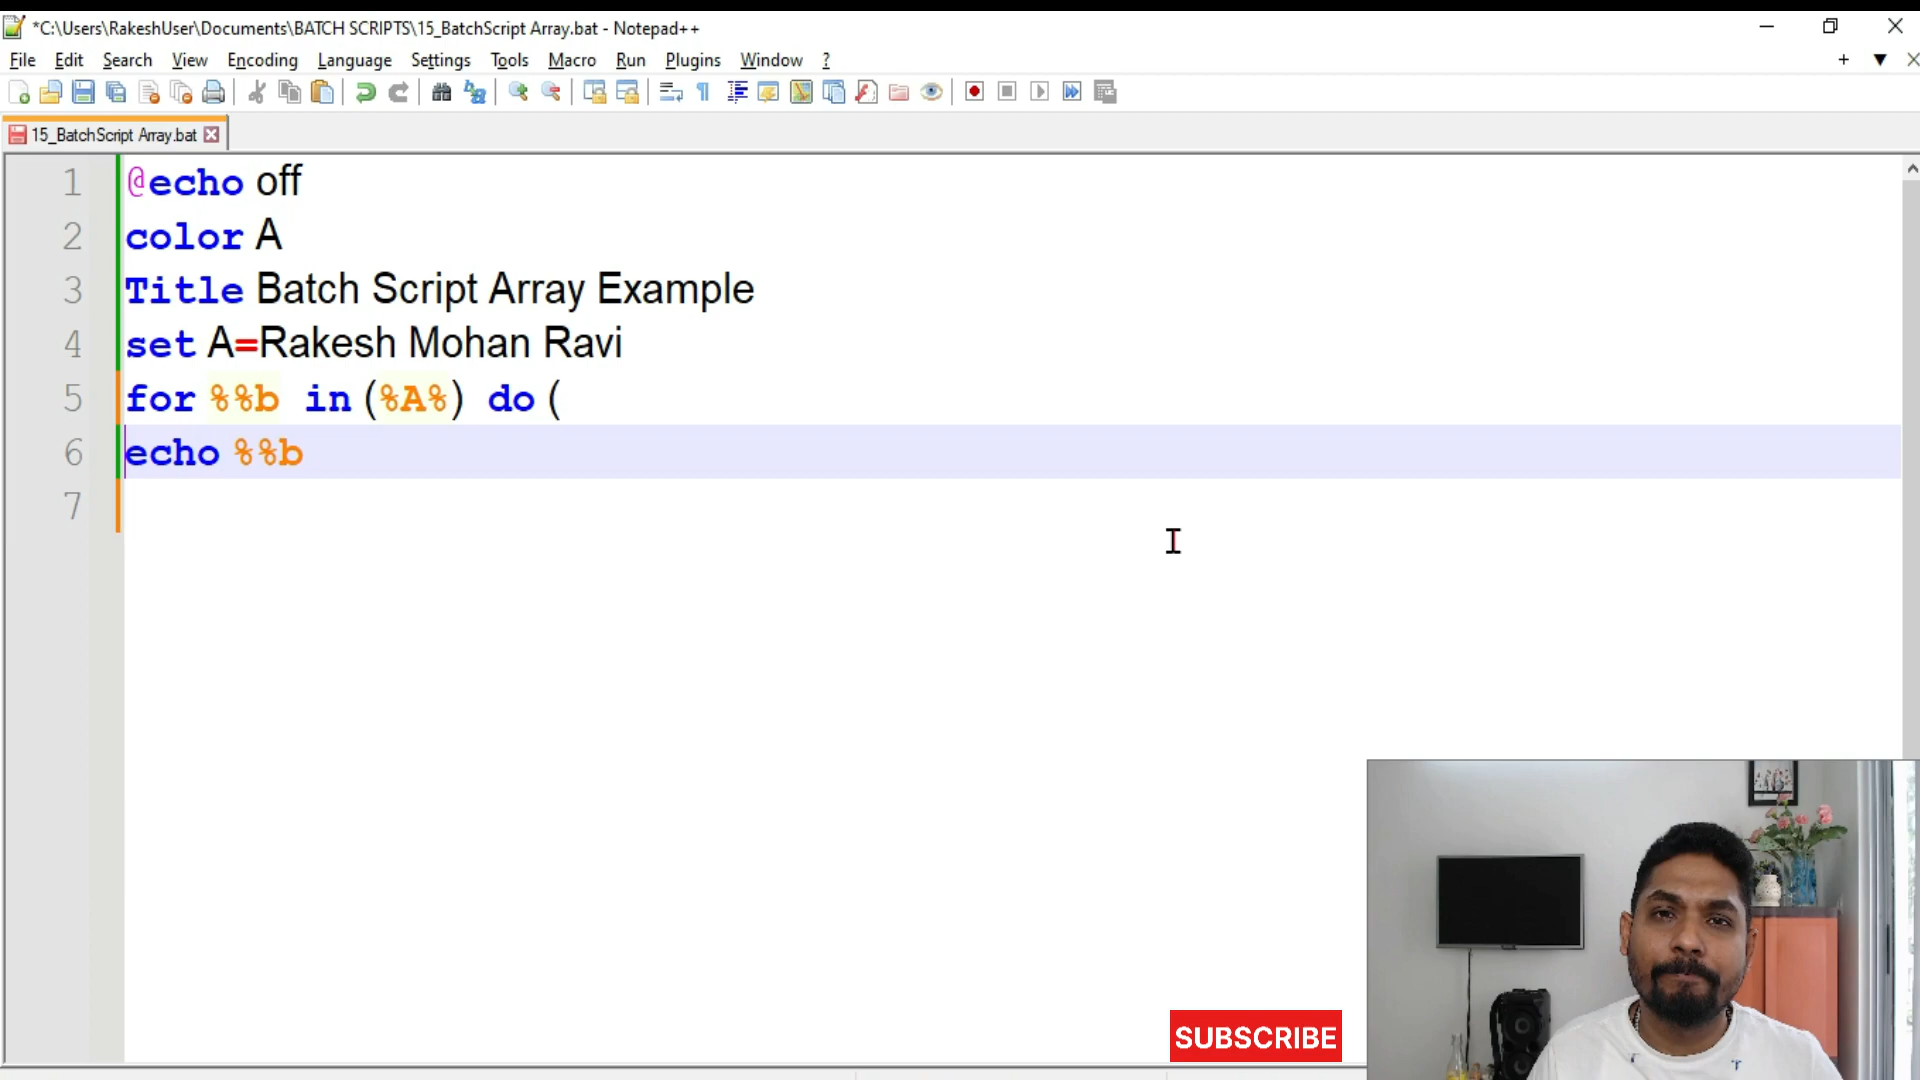 *C:\Users\RakeshUser\Documents\BATCH SCRIPTS\15_BatchScript Array.bat - Notepad++
File Edit Search View Encoding Language Settings Tools Macro Run Plugins Window ?
15_BatchScript Array.bat
1 @echo off
2 color A
3 Title Batch Script Array Example
4 set A=Rakesh Mohan Ravi
5 for %%b in (%A%) do (
6 echo %%b
7
SUBSCRIBE